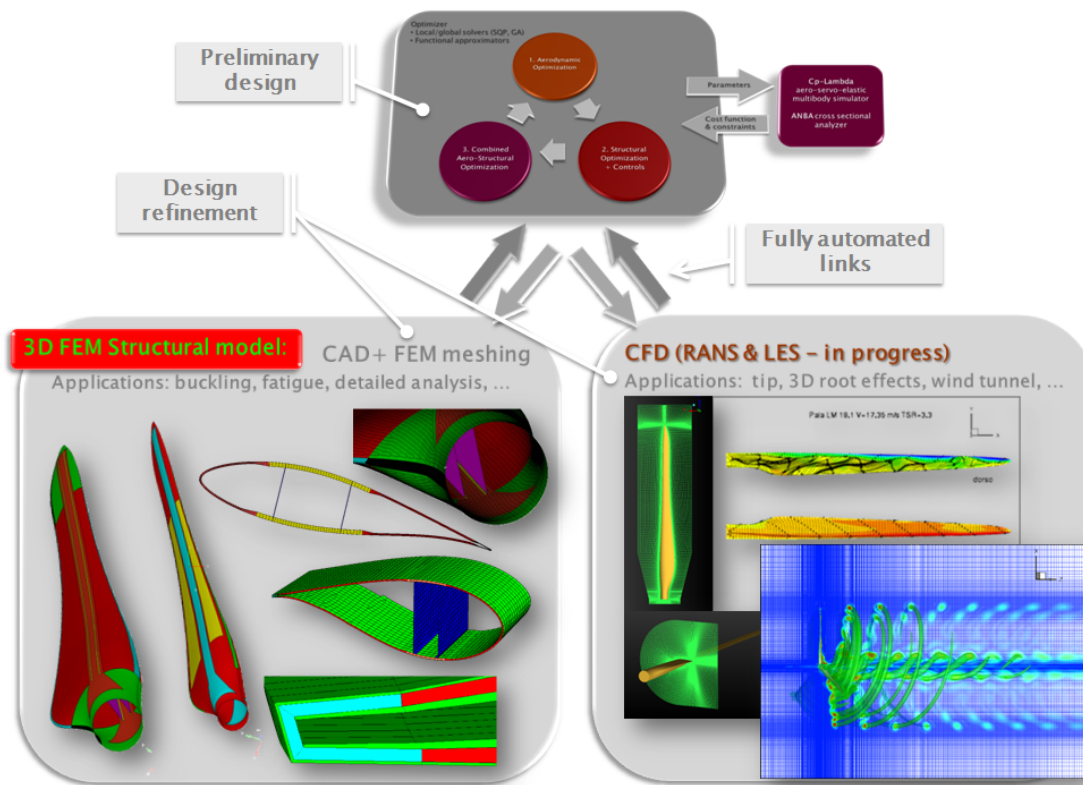 Optimizer
• Local/global solvers (SQP, GA)
• Functional approximators
Preliminary
design
1. Aerodynamic
Optimization
3. Combined
Aero-Structural
Optimization
2. Structural
Optimization
+ Controls
Parameters
Cost function
& constraints
Cp-Lambda
aero-servo-elastic
multibody simulator
ANBA cross sectional
analyzer
Design
refinement
Fully automated
links
3D FEM Structural model:
CAD+ FEM meshing
Applications: buckling, fatigue, detailed analysis, ...
CFD (RANS & LES – in progress)
Applications: tip, 3D root effects, wind tunnel, ...
Pala LM 19,1 V=17,35 m/s TSR=3,3
dorso